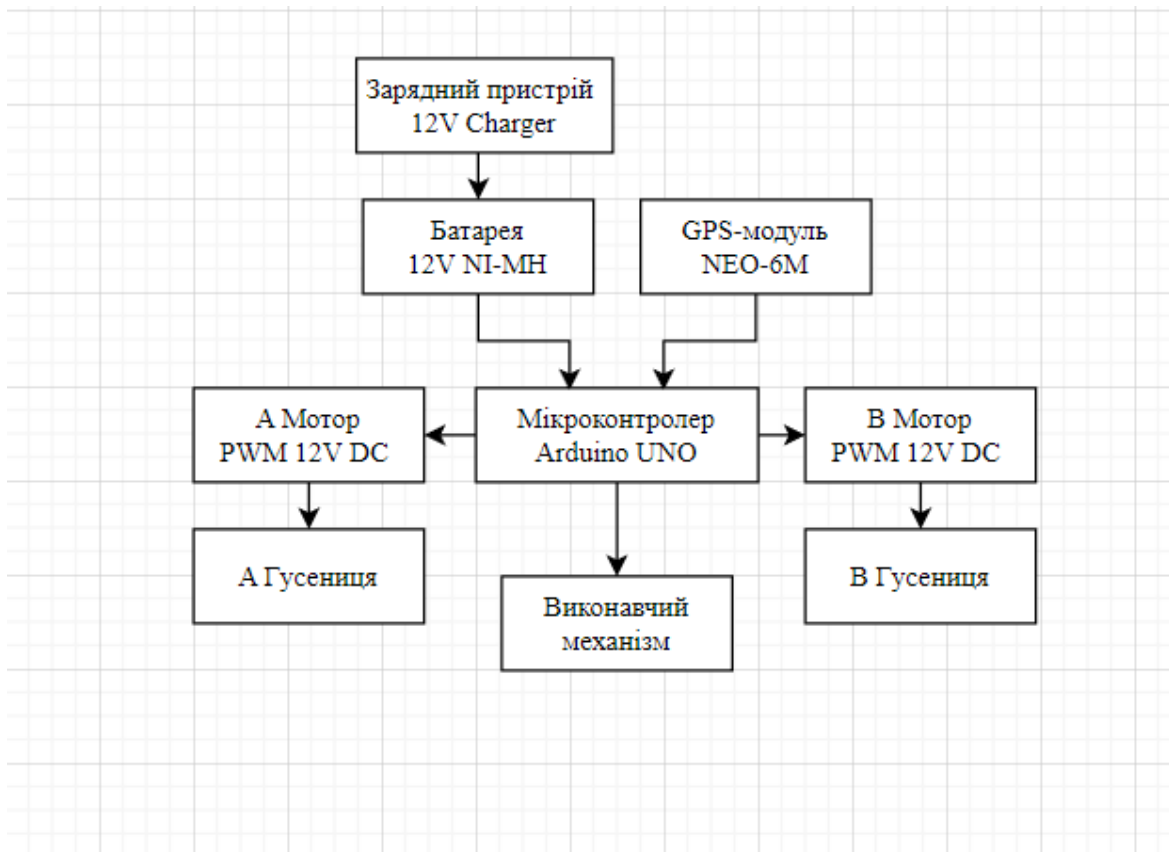 Зарядний пристрій
12V Charger
Батарея
12V NI-MH
GPS-модуль
NEO-6M
А Мотор
PWM 12V DC
Мікроконтролер
Arduino UNO
В Мотор
PWM 12V DC
А Гусениця
В Гусениця
Виконавчий
механізм